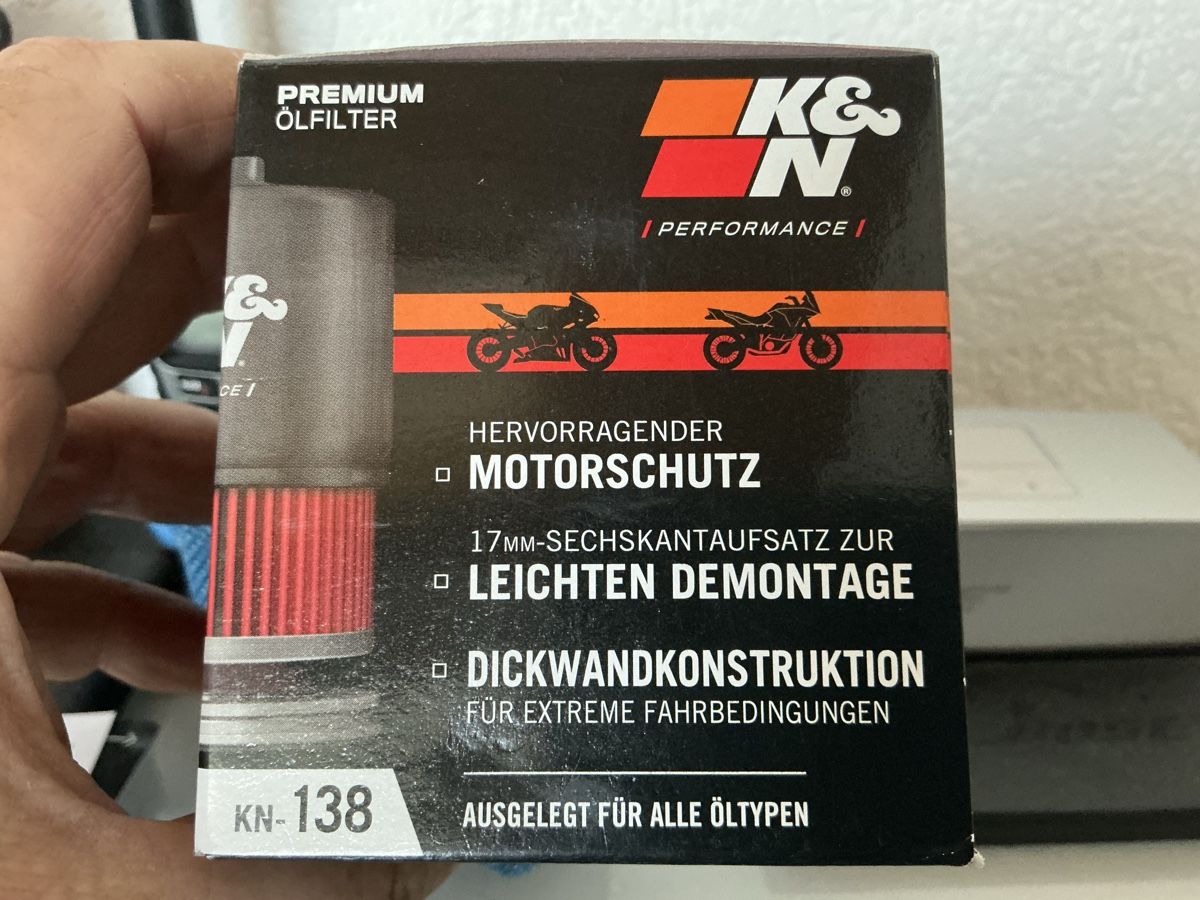 PREMIUM
ÖLFILTER
K&
N®
/ PERFORMANCE /
&
N.
CE /
HERVORRAGENDER
MOTORSCHUTZ
17MM-SECHSKANTAUFSATZ ZUR
LEICHTEN DEMONTAGE
DICKWANDKONSTRUKTION
FÜR EXTREME FAHRBEDINGUNGEN
KN-138
AUSGELEGT FÜR ALLE ÖLTYPEN